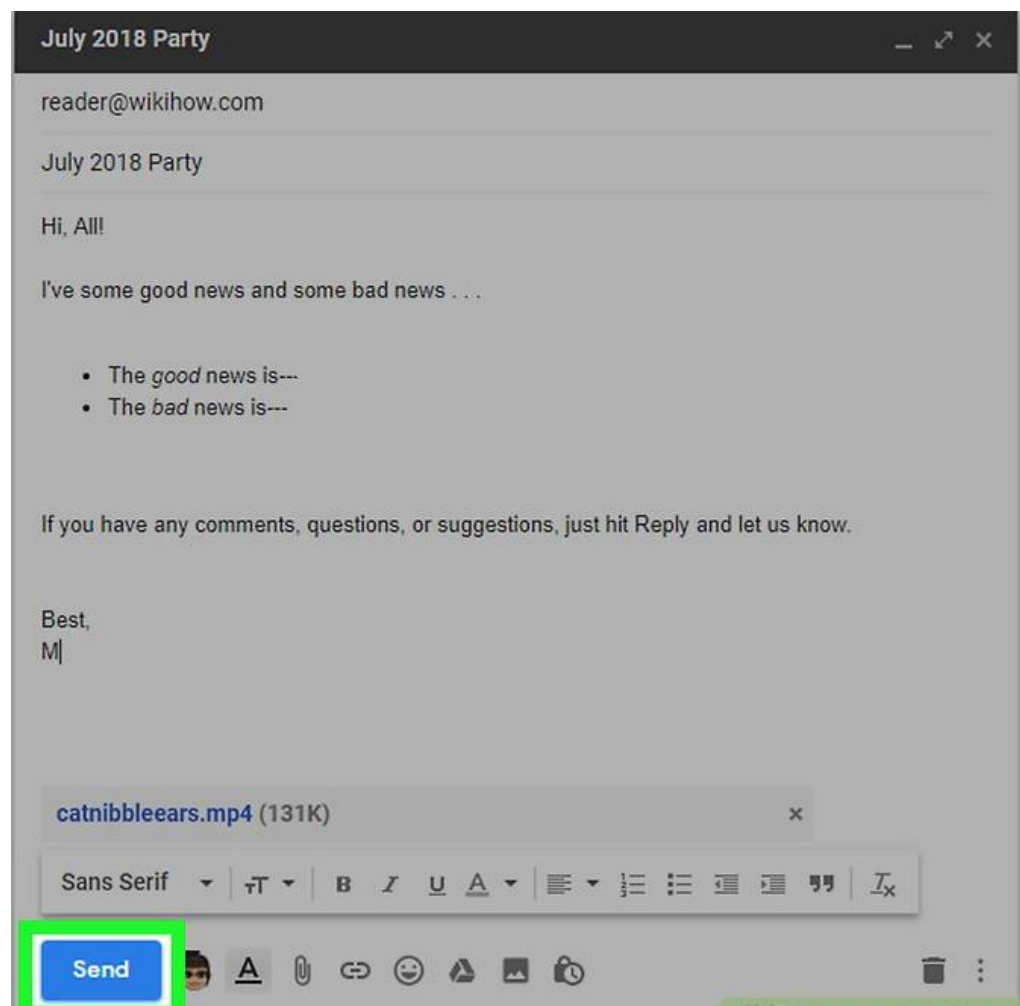 July 2018 Party
reader@wikihow.com
July 2018 Party
Hi, All!
I've some good news and some bad news . . .
• The good news is---
• The bad news is---
If you have any comments, questions, or suggestions, just hit Reply and let us know.
Best,
M
catnibbleears.mp4 (131K)
Sans Serif
Send